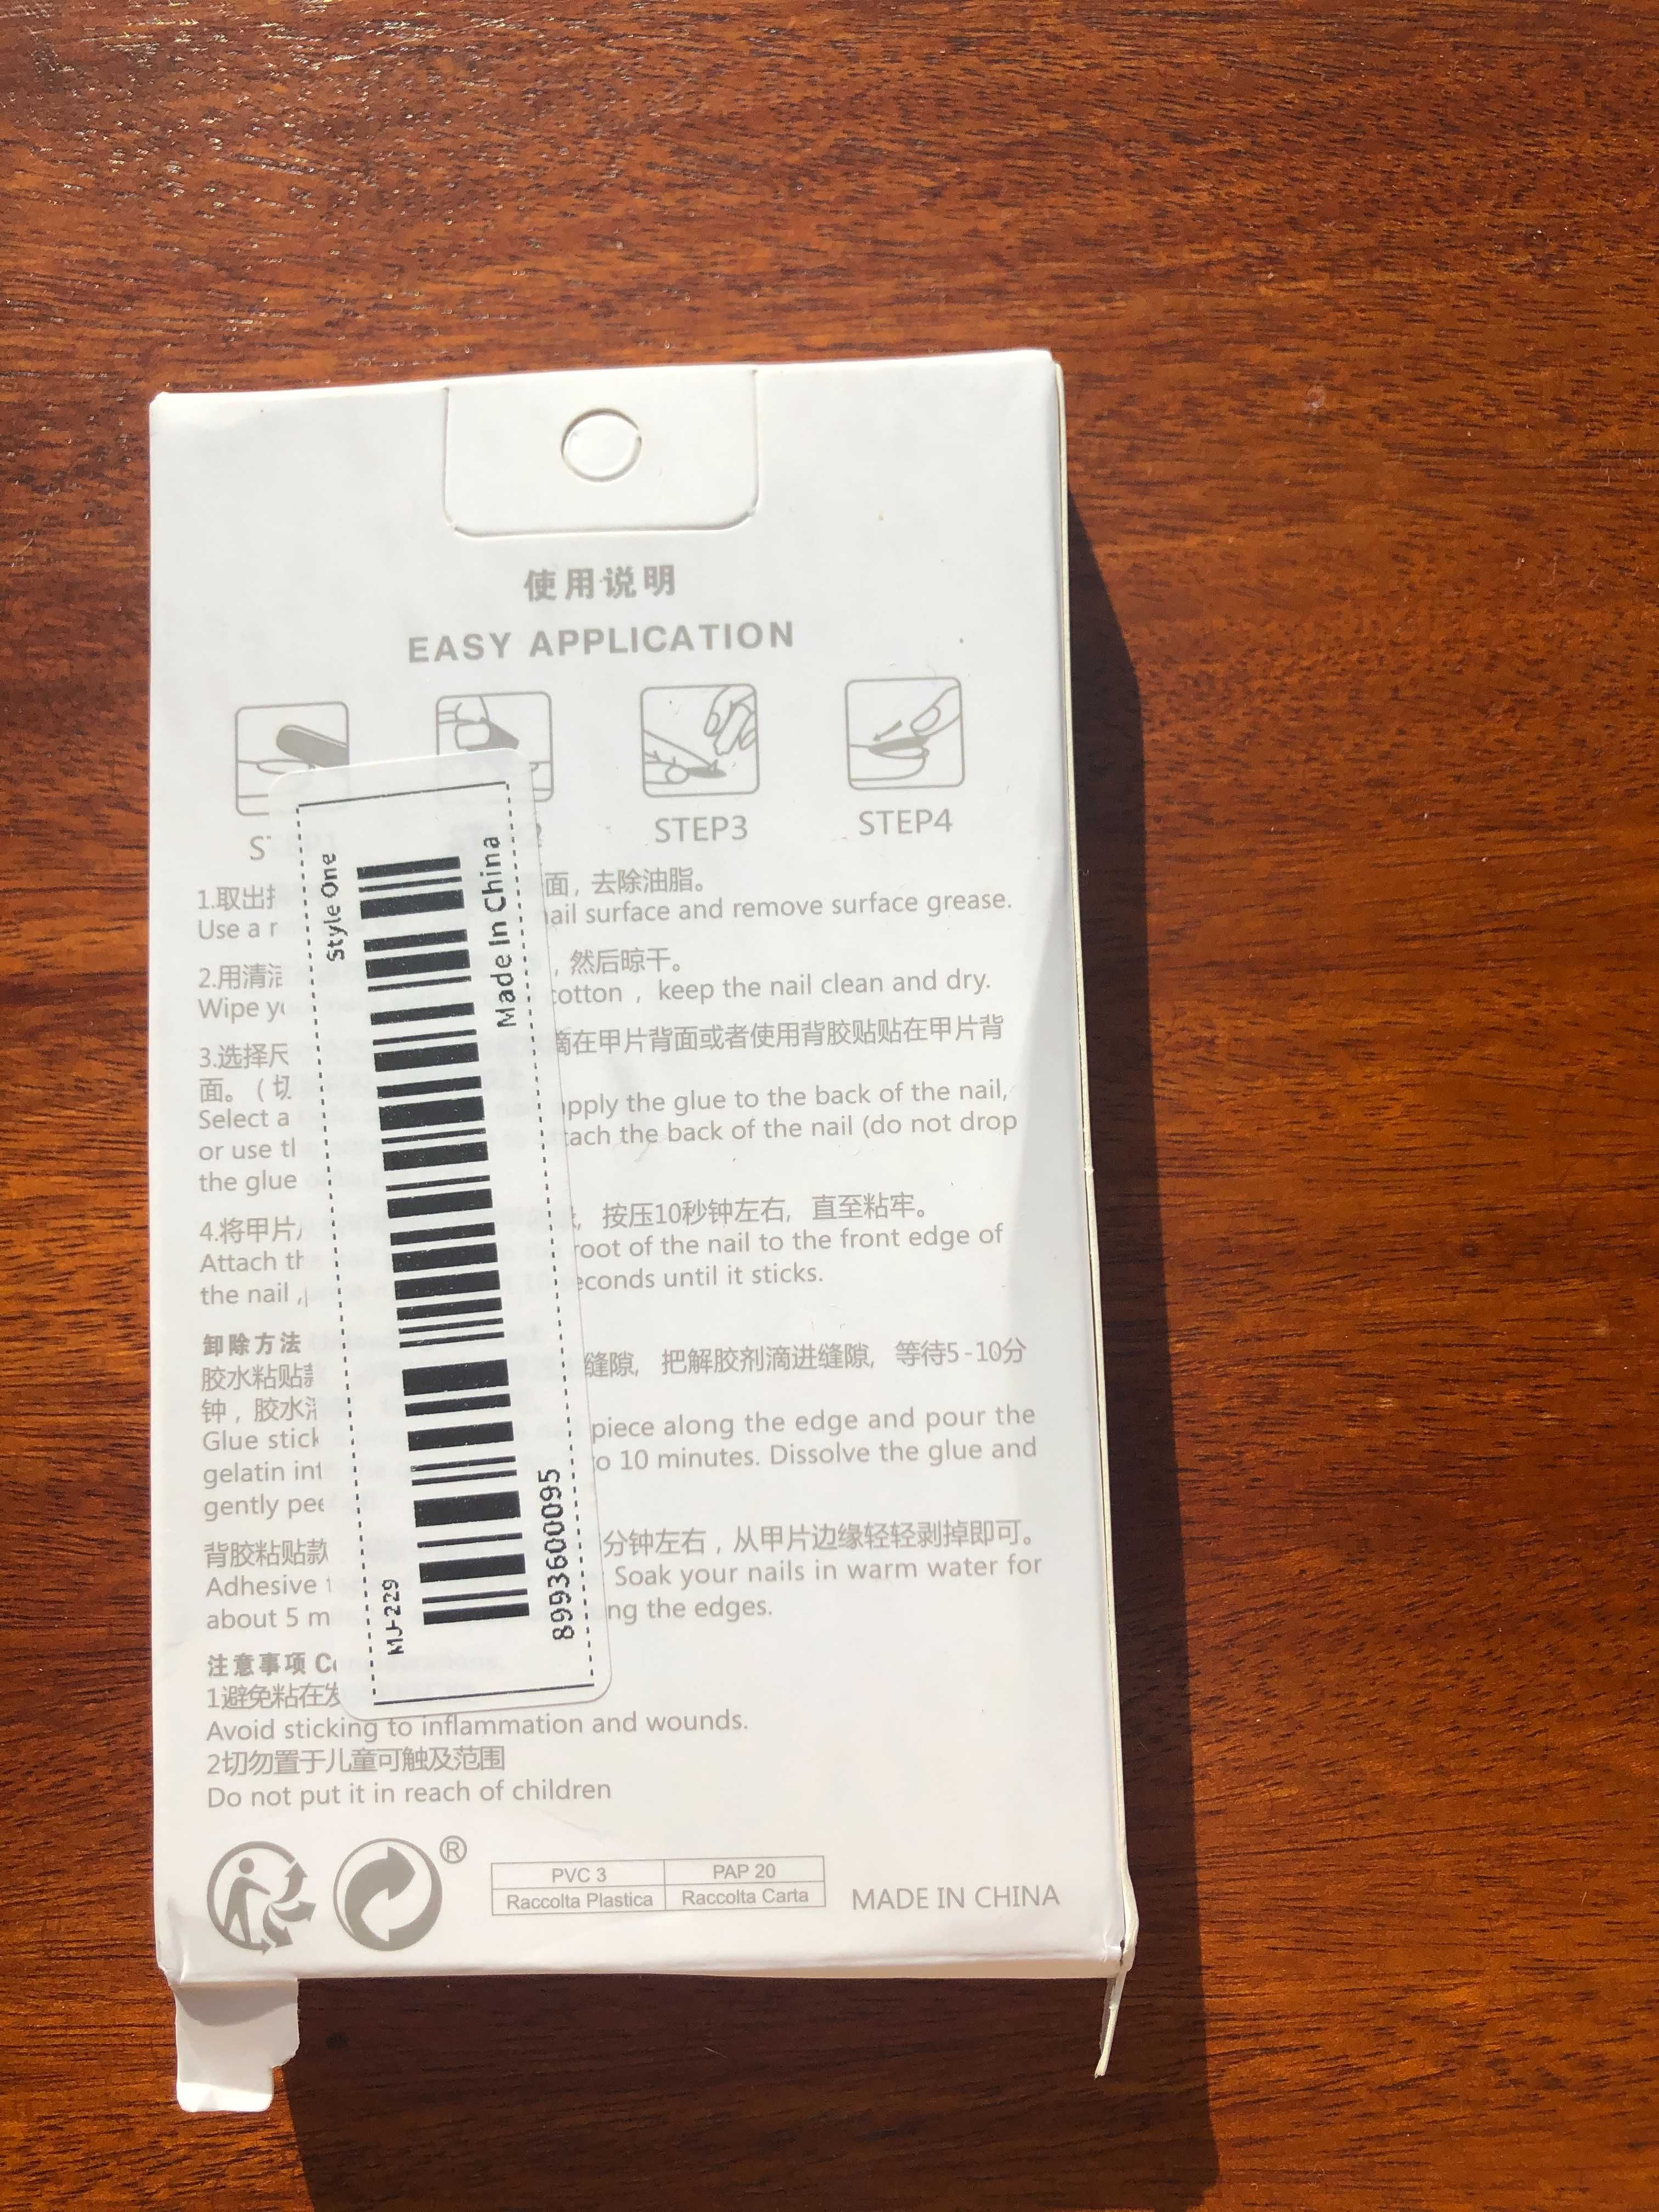 使用说明
EASY APPLICATION
STEP3
STEP4
1.取出 面，去除油脂。
Use a nail surface and remove surface grease.
2.用清洁 ，然后晾干。
Wipe cotton , keep the nail clean and dry.
3.选择尺 滴在甲片背面或者使用背胶贴贴在甲片背
面。（切
Select a apply the glue to the back of the nail,
or use attach the back of the nail (do not drop
the glue
4.将甲片 按压10秒钟左右，直至粘牢。
Attach root of the nail to the front edge of
the nail , 10 seconds until it sticks.
卸除方法
胶水粘贴款 缝隙，把解胶剂滴进缝隙，等待5-10分
钟，胶水
Glue piece along the edge and pour the
gelatin to 10 minutes. Dissolve the glue and
gently
背胶粘贴款 分钟左右，从甲片边缘轻轻剥掉即可。
Adhesive Soak your nails in warm water for
about 5 the edges.
注意事项
1避免粘在发
Avoid sticking to inflammation and wounds.
2切勿置于儿童可触及范围
Do not put it in reach of children
PVC 3 PAP 20
Raccolta Plastica Raccolta Carta
MADE IN CHINA
®
Style One
Made In China
MJ-229
8993600095